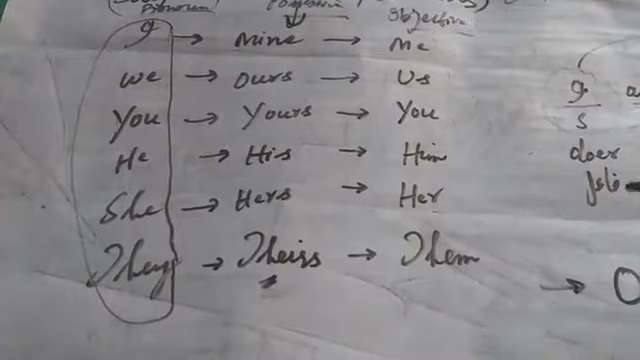 Pronoun Possessive Objective
I → Mine → Me
We → Ours → Us
You → Yours → You
He → His → Him
She → Hers → Her
They → Theirs → Them
I
S
doer